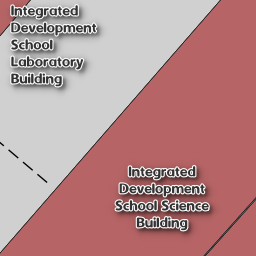 Integrated
Development
School
Laboratory
Building
Integrated
Development
School Science
Building